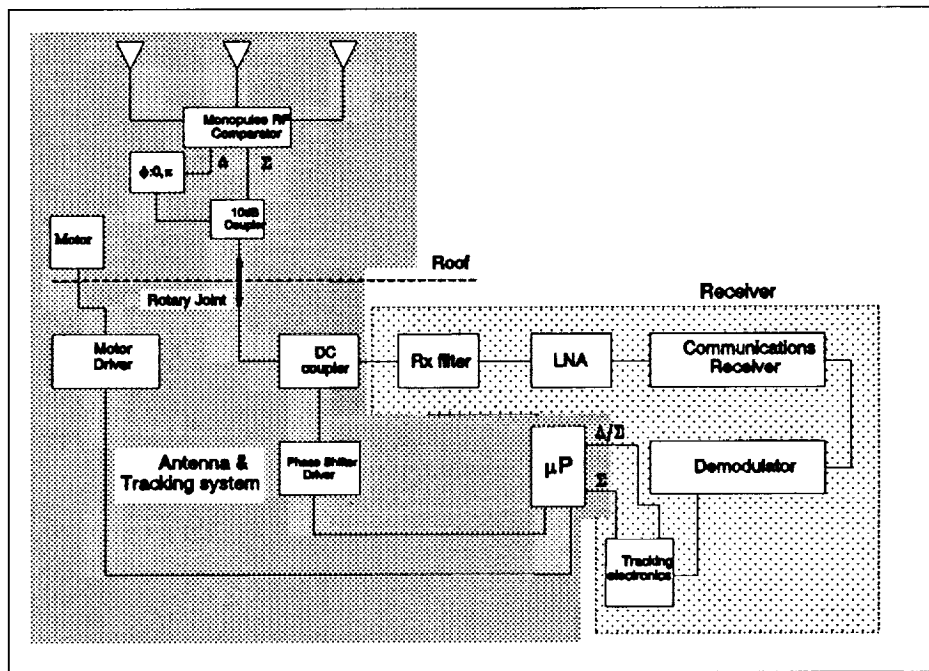 Monopulse RF
Comparator
Δ
Σ
ϕ:0,π
10dB
Coupler
Motor
Roof
Rotary Joint
Receiver
Motor
Driver
DC
coupler
Rx filter
LNA
Communications
Receiver
Antenna &
Tracking system
Phase Shifter
Driver
μP
Δ/Σ
Σ
Demodulator
Tracking
electronics